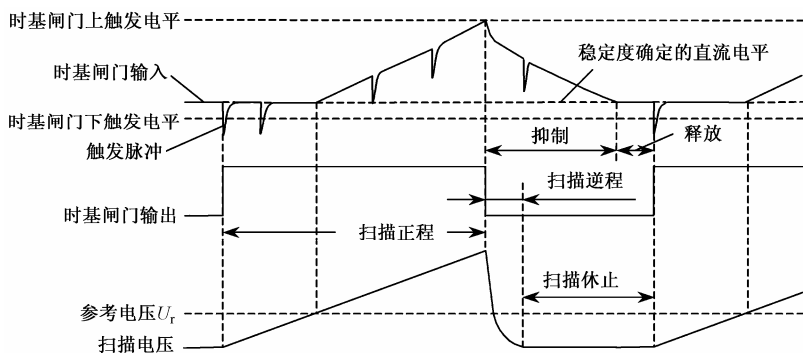 时基闸门上触发电平
稳定度确定的直流电平
时基闸门输入
时基闸门下触发电平
触发脉冲
抑制
释放
扫描逆程
时基闸门输出
扫描正程
扫描休止
参考电压Ur
扫描电压